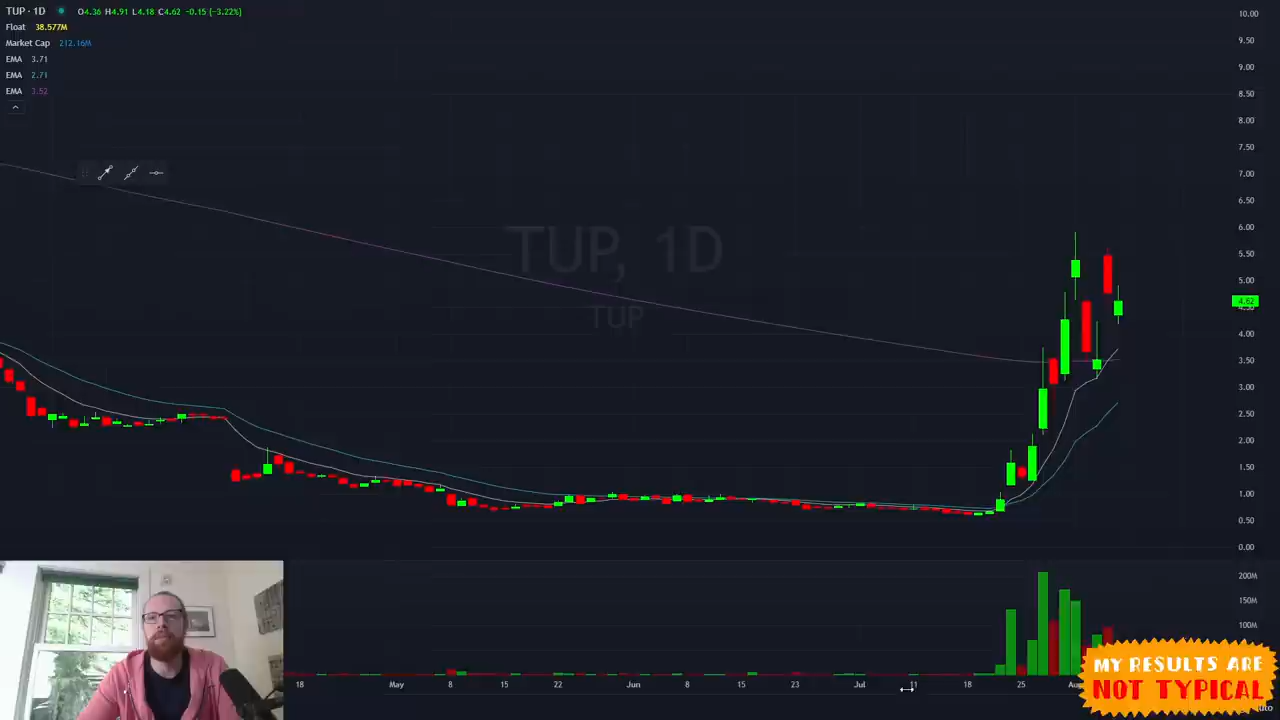 TUP · 1D O4.36 H4.91 L4.18 C4.62 -0.15 (-3.22%)
Float 38.577M
Market Cap 212.16M
EMA 3.71
EMA 2.71
EMA 3.52
TUP, 1D
TUP
10.00
9.50
9.00
8.50
8.00
7.50
7.00
6.50
6.00
5.50
5.00
4.62
4.00
3.50
3.00
2.50
2.00
1.50
1.00
0.50
0.00
200M
150M
100M
MY RESULTS ARE
NOT TYPICAL
18 May 8 15 22 Jun 8 15 23 Jul 11 18 25